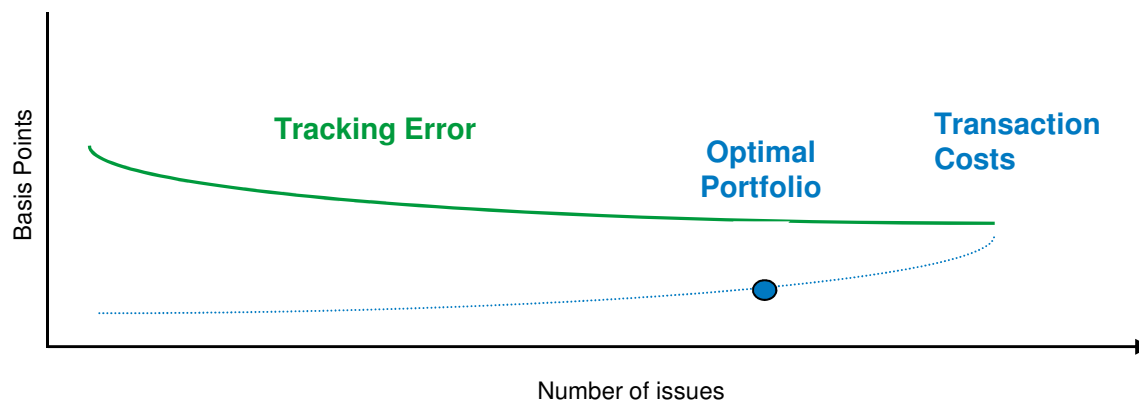 Tracking Error
Transaction
Costs
Optimal
Portfolio
Basis Points
Number of issues